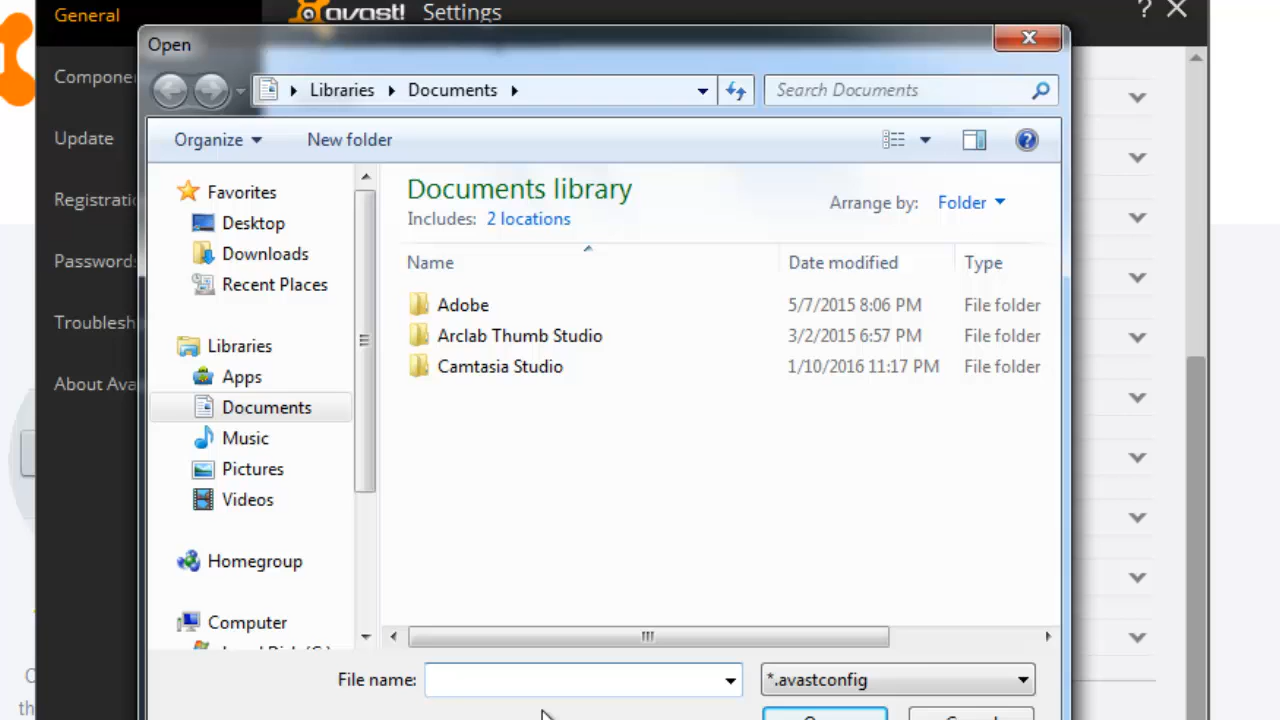 General
avast! Settings
?
Open
Libraries Documents
Search Documents
Organize New folder
Componen
Update
Registratio
Passwords
Troublesh
About Ava
Favorites
Desktop
Downloads
Recent Places
Libraries
Apps
Documents
Music
Pictures
Videos
Homegroup
Computer
Documents library
Includes: 2 locations
Arrange by: Folder
Name Date modified Type
Adobe 5/7/2015 8:06 PM File folder
Arclab Thumb Studio 3/2/2015 6:57 PM File folder
Camtasia Studio 1/10/2016 11:17 PM File folder
File name: *.avastconfig
th